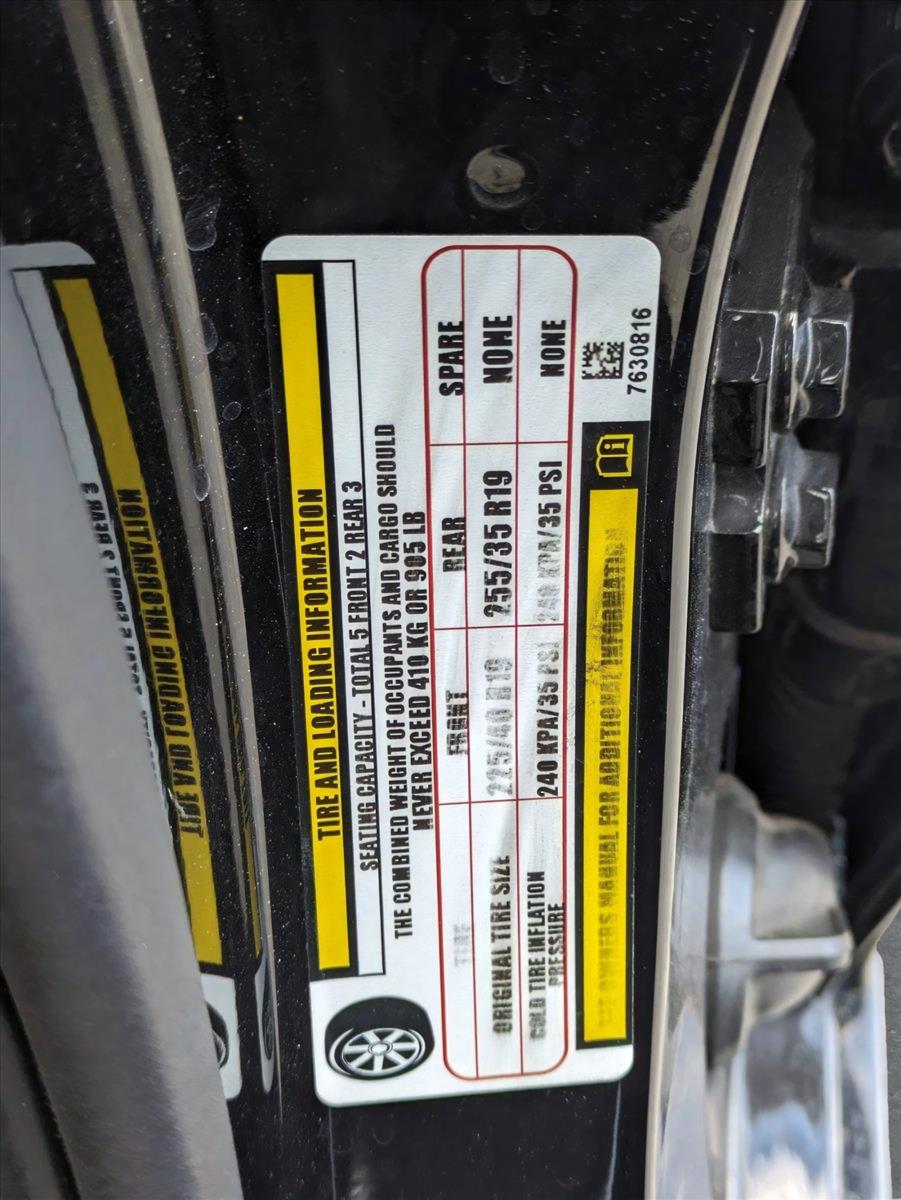 TIRE AND LOADING INFORMATION
SEATING CAPACITY - TOTAL 5 FRONT 2 REAR 3
THE COMBINED WEIGHT OF OCCUPANTS AND CARGO SHOULD
NEVER EXCEED 410 KG OR 905 LB
TIRE FRONT REAR SPARE
ORIGINAL TIRE SIZE 225/40 R19 255/35 R19 NONE
COLD TIRE INFLATION
PRESSURE 240 KPA/35 PSI 240 KPA/35 PSI NONE
SEE OWNERS MANUAL FOR ADDITIONAL INFORMATION
7630816